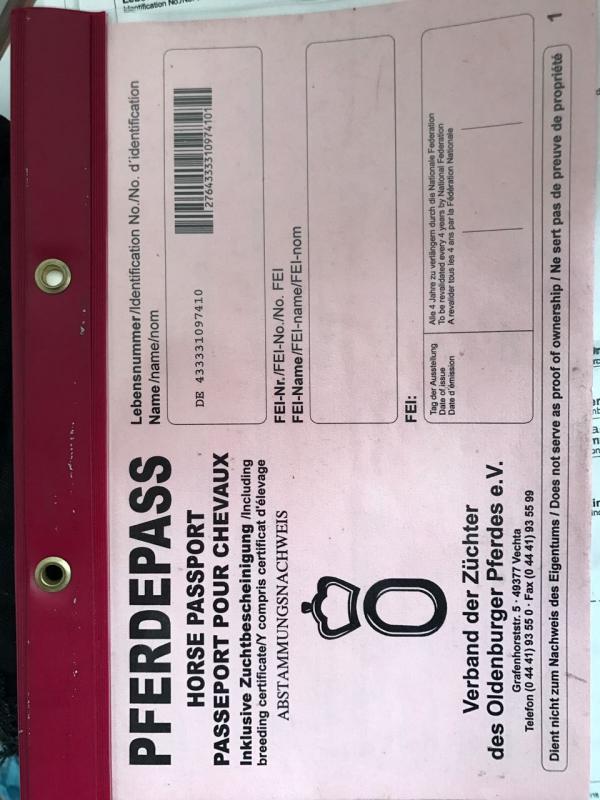 PFERDEPASS
HORSE PASSPORT
PASSEPORT POUR CHEVAUX
Inklusive Zuchtbescheinigung/Including
breeding certificate/Y compris certificat d'élevage
ABSTAMMUNGSNACHWEIS
Verband der Züchter
des Oldenburger Pferdes e.V.
Grafenhorststr. 5 · 49377 Vechta
Telefon (0 44 41) 93 55 0 · Fax (0 44 41) 93 55 99
Lebensnummer/Identification No./No. d'identification
Name/name/nom
DE 433331097410
276433331097410
FEI-Nr./FEI-No./No. FEI
FEI-Name/FEI-name/FEI-nom
FEI:
Tag der Ausstellung
Date of issue
Date d'émission
Alle 4 Jahre zu verlängern durch die Nationale Federation
To be revalidated every 4 years by National Federation
A revalider tous les 4 ans par la Fédération Nationale
Dient nicht zum Nachweis des Eigentums / Does not serve as proof of ownership / Ne sert pas de preuve de propriété
1